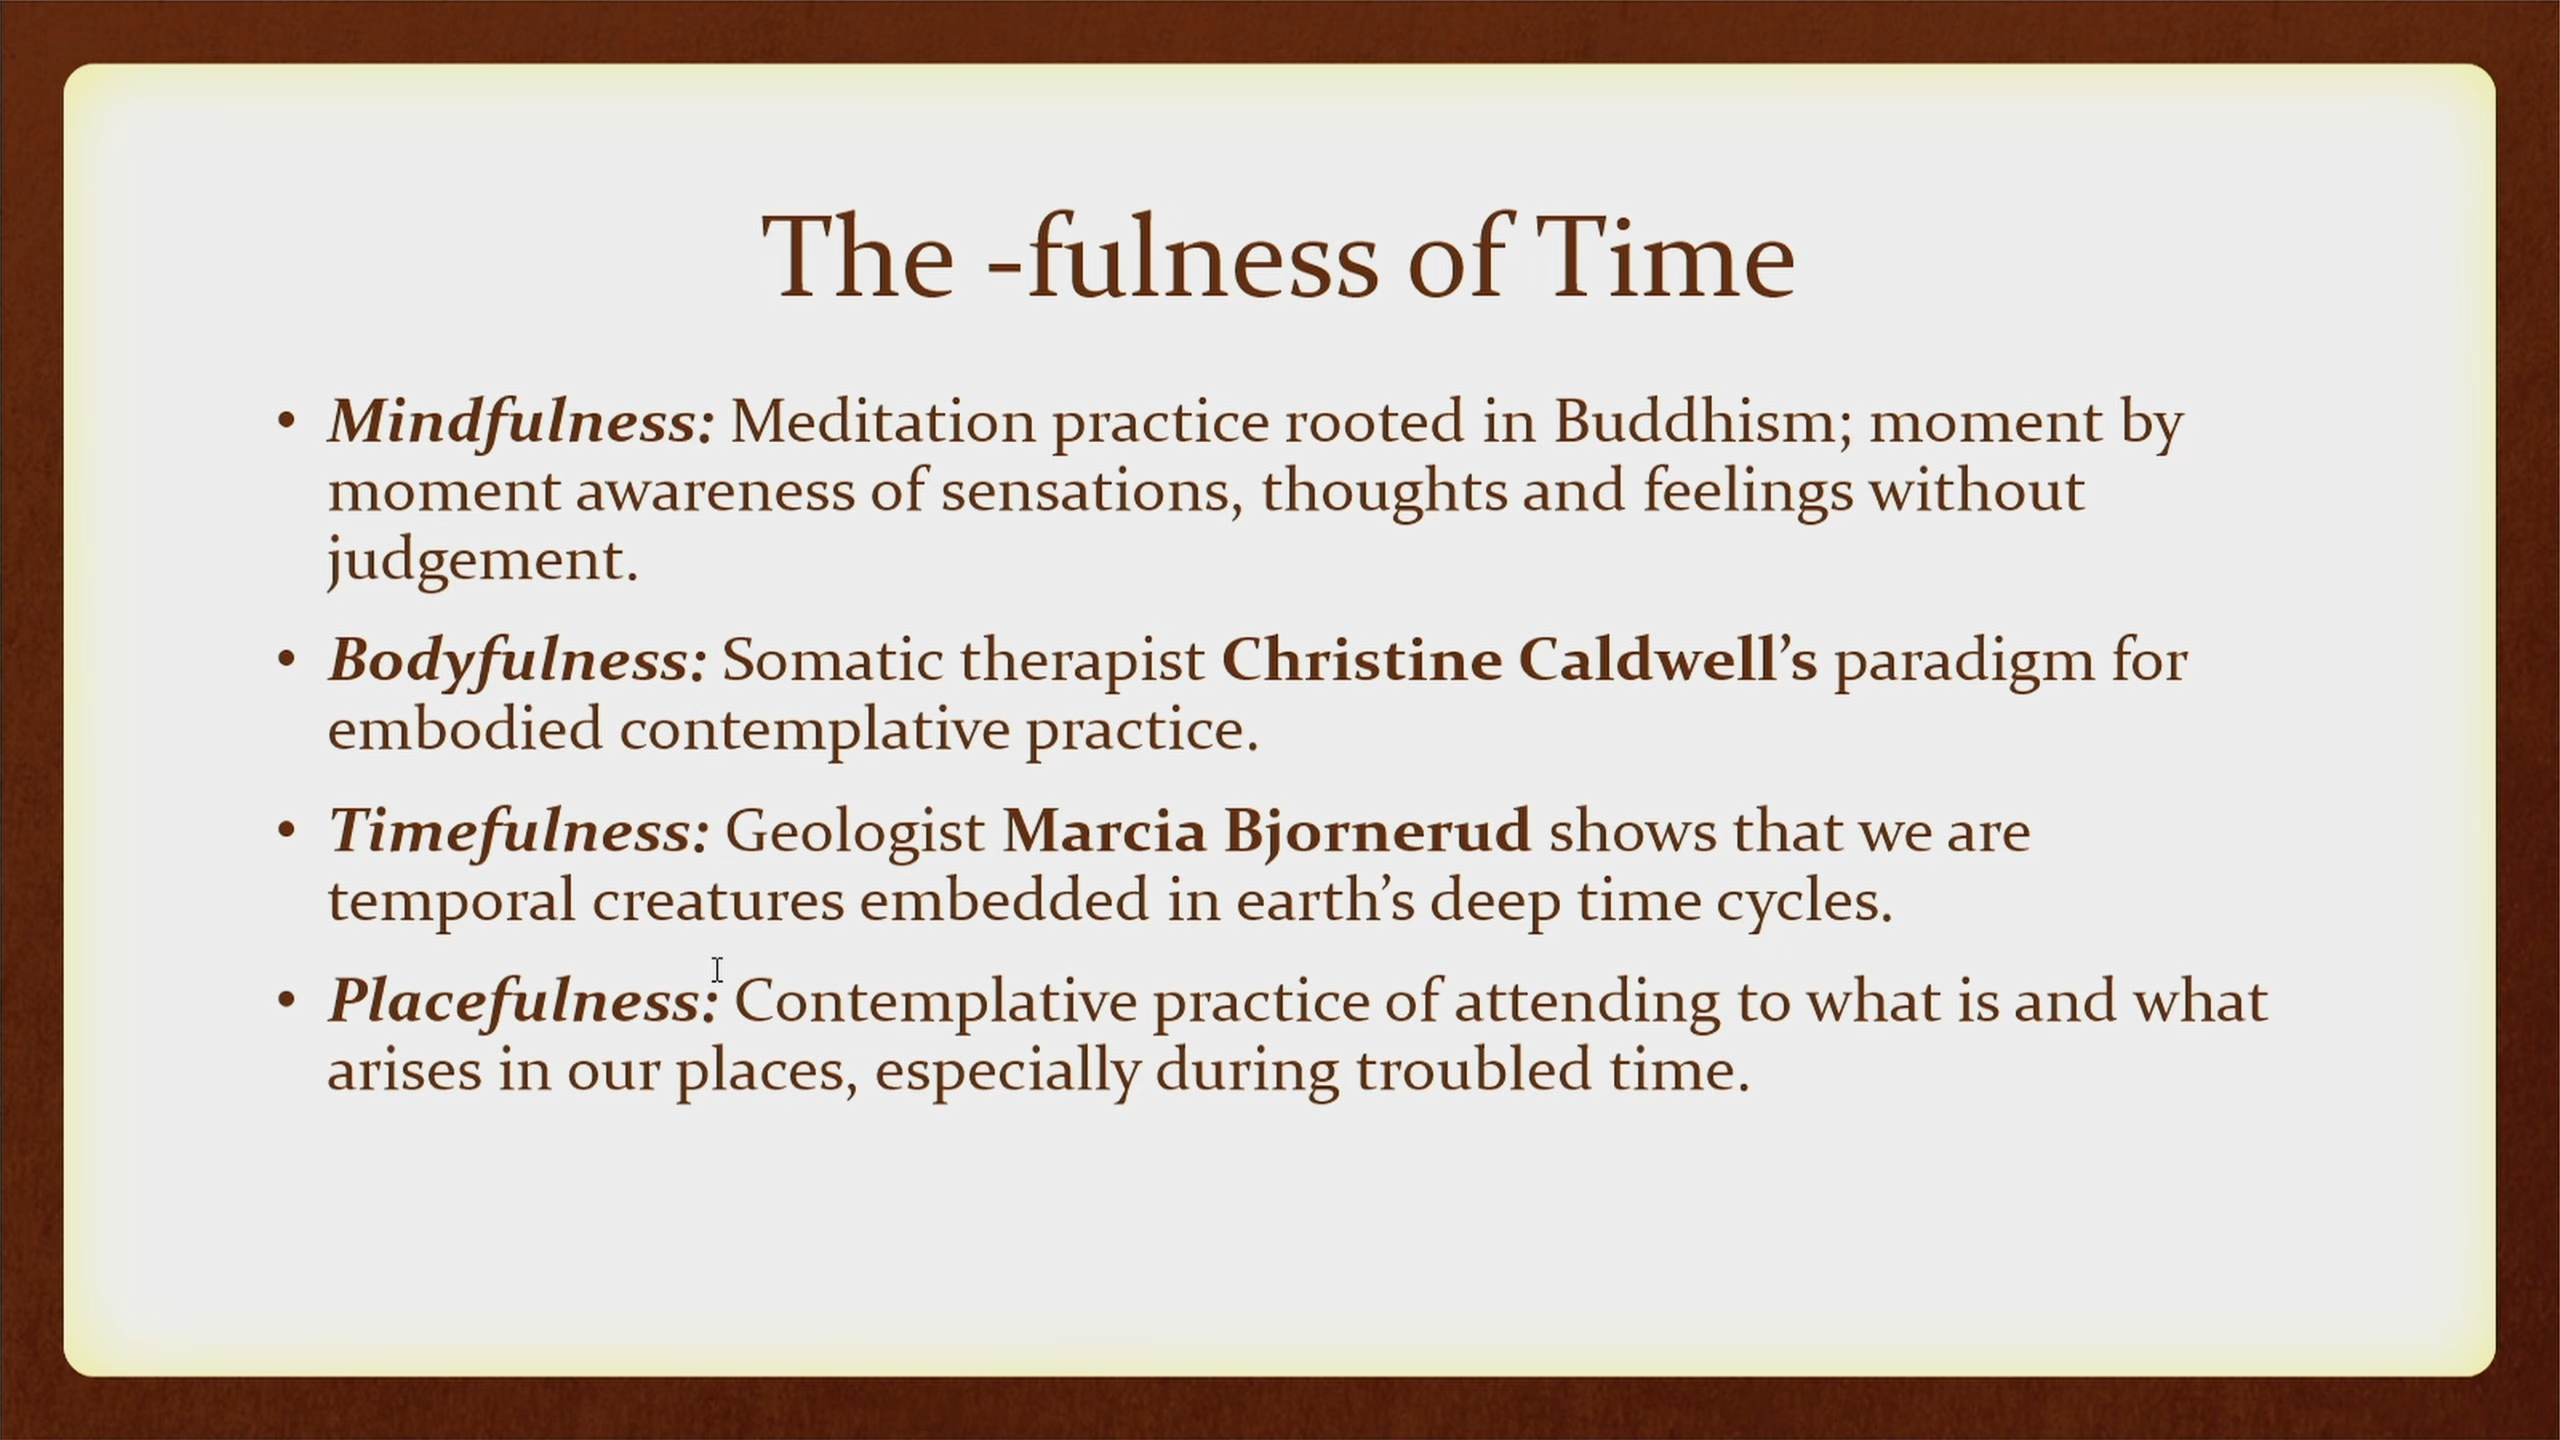 The -fulness of Time
• Mindfulness: Meditation practice rooted in Buddhism; moment by
moment awareness of sensations, thoughts and feelings without
judgement.
• Bodyfulness: Somatic therapist Christine Caldwell’s paradigm for
embodied contemplative practice.
• Timefulness: Geologist Marcia Bjornerud shows that we are
temporal creatures embedded in earth’s deep time cycles.
• Placefulness: Contemplative practice of attending to what is and what
arises in our places, especially during troubled time.